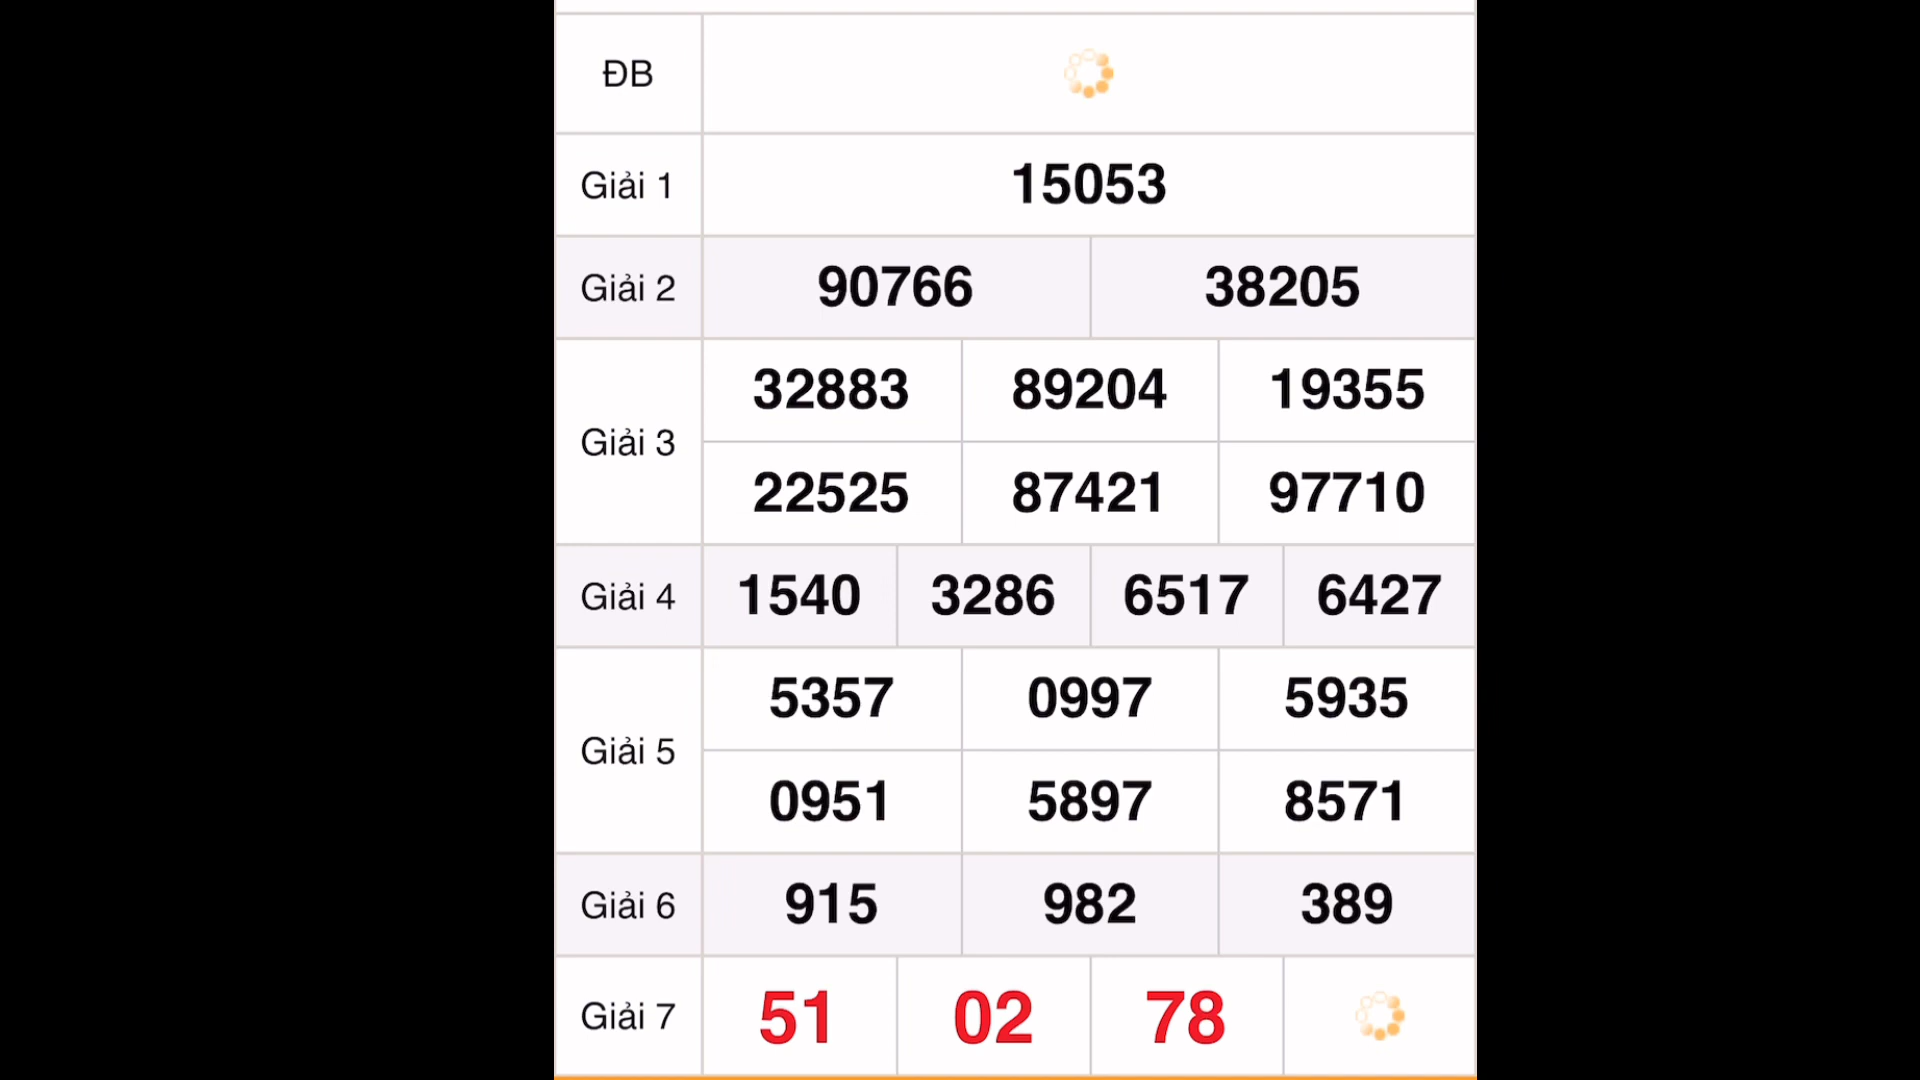 ĐB
Giải 1 15053
Giải 2 90766 38205
Giải 3 32883 89204 19355
22525 87421 97710
Giải 4 1540 3286 6517 6427
Giải 5 5357 0997 5935
0951 5897 8571
Giải 6 915 982 389
Giải 7 51 02 78